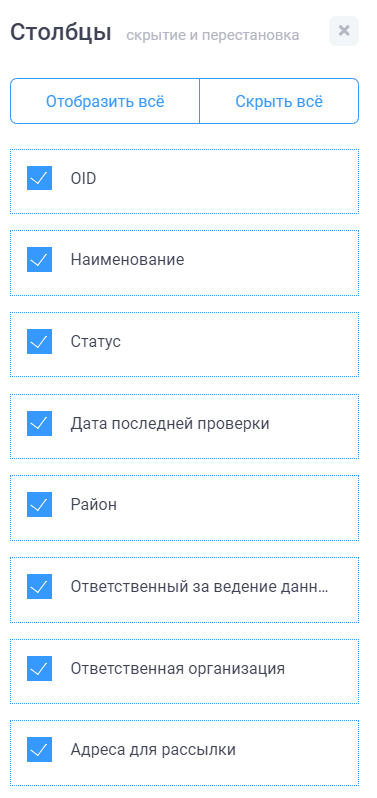 Столбцы скрытие и перестановка
Отобразить всё Скрыть всё
OID
Наименование
Статус
Дата последней проверки
Район
Ответственный за ведение данн...
Ответственная организация
Адреса для рассылки